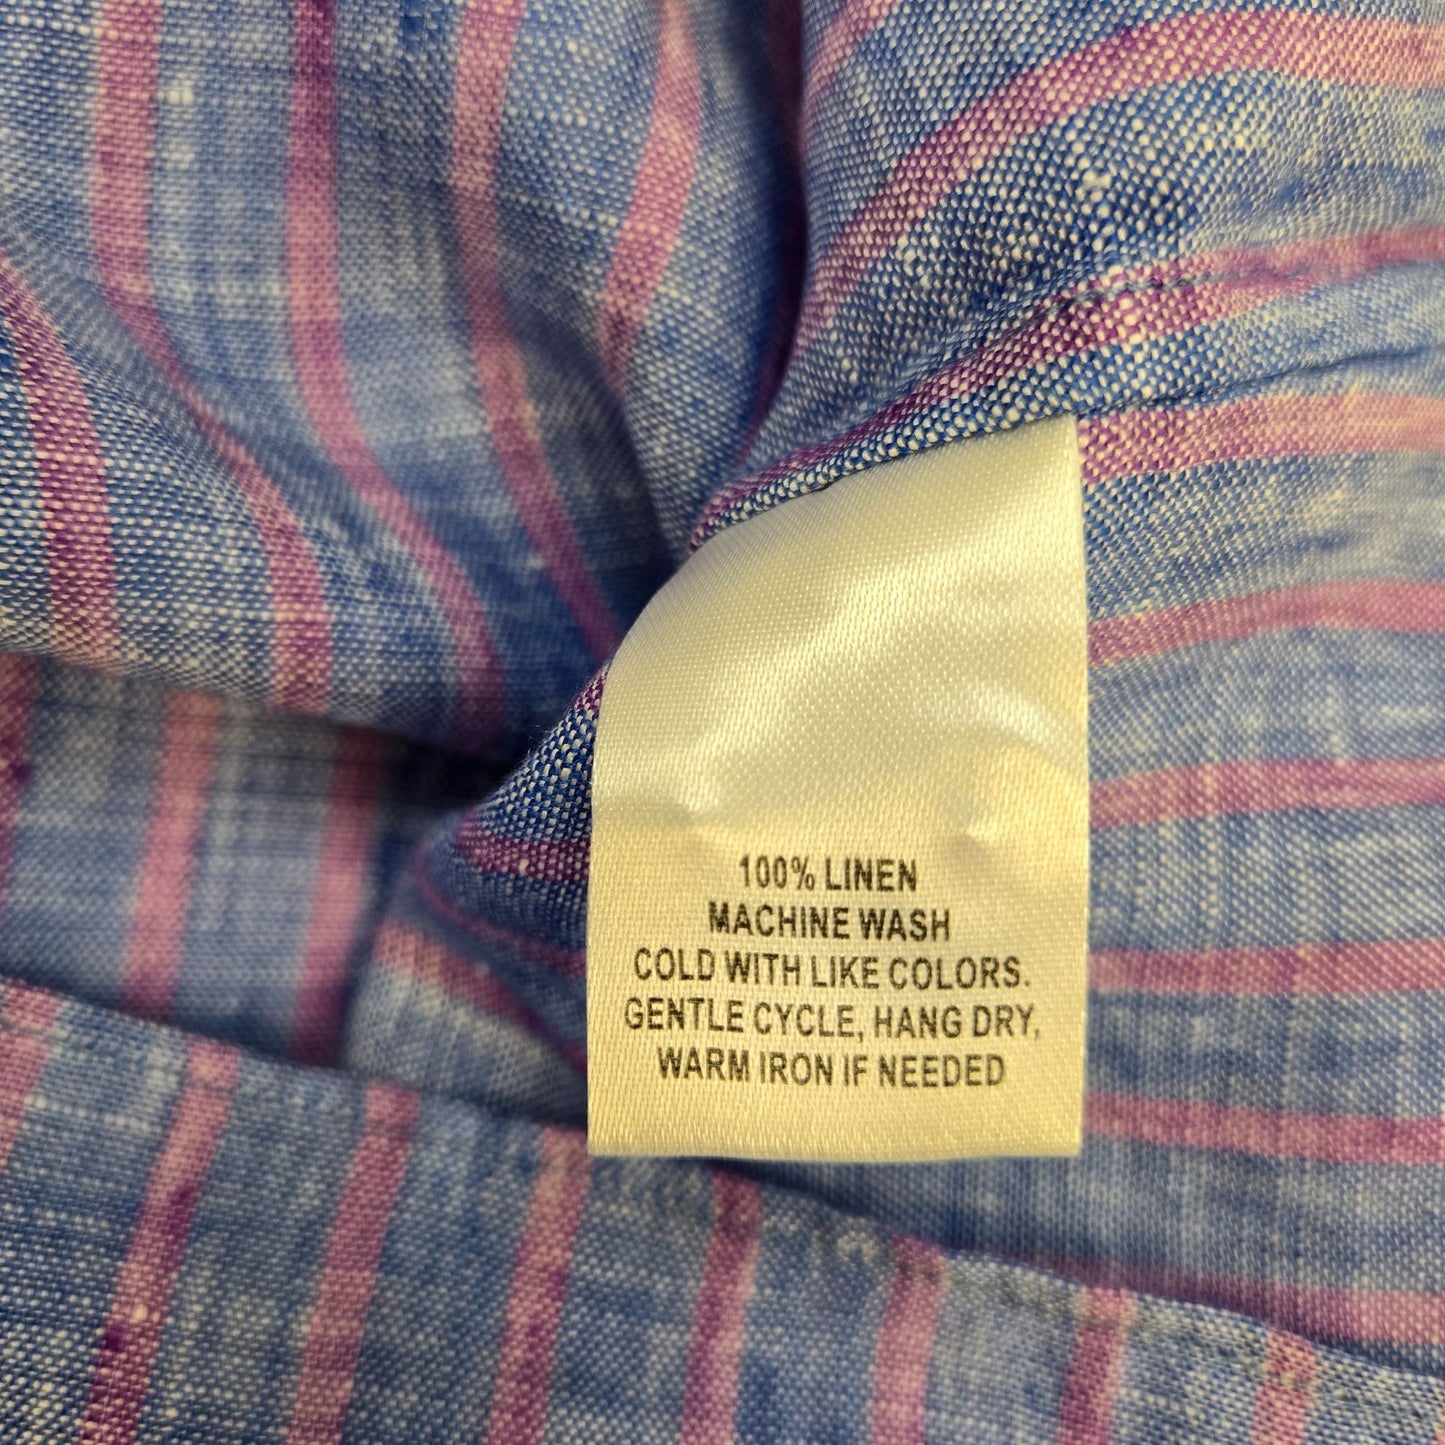 100% LINEN
MACHINE WASH
COLD WITH LIKE COLORS.
GENTLE CYCLE, HANG DRY,
WARM IRON IF NEEDED